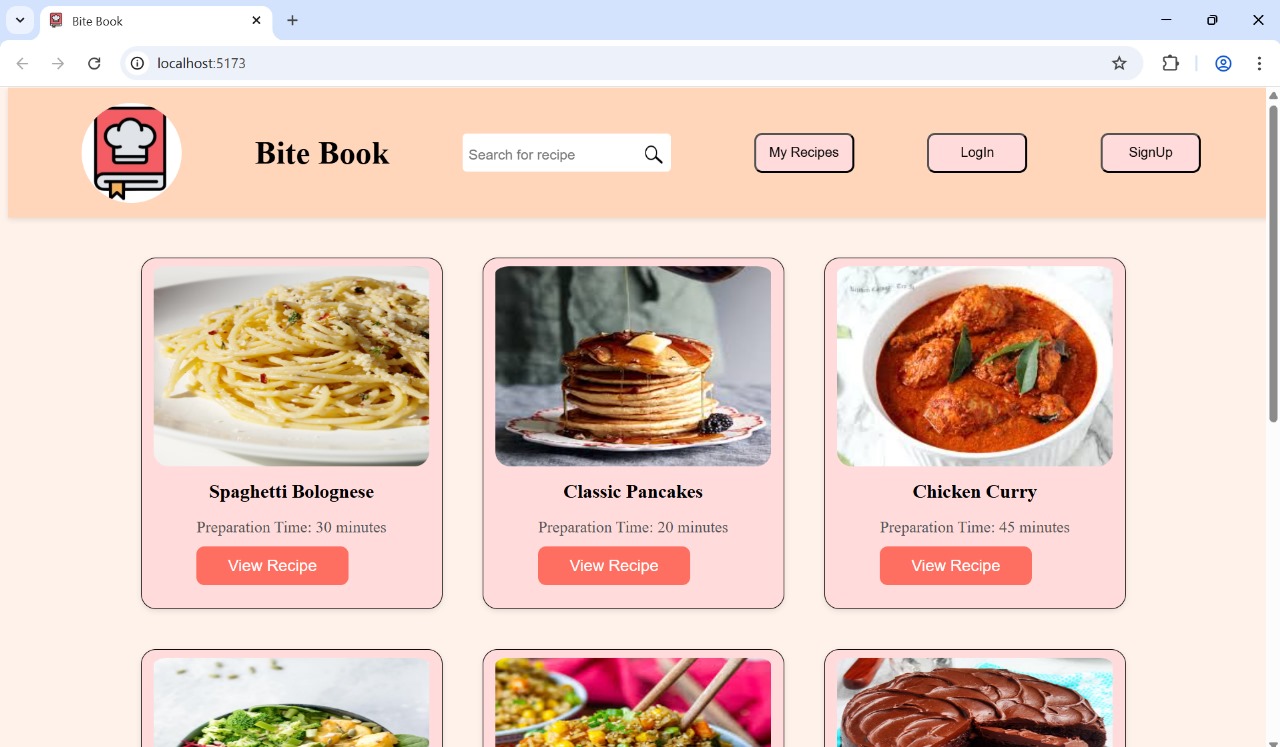 Bite Book
localhost:5173
Bite Book
Search for recipe
My Recipes
LogIn
SignUp
Spaghetti Bolognese
Classic Pancakes
Chicken Curry
Preparation Time: 30 minutes
Preparation Time: 20 minutes
Preparation Time: 45 minutes
View Recipe
View Recipe
View Recipe